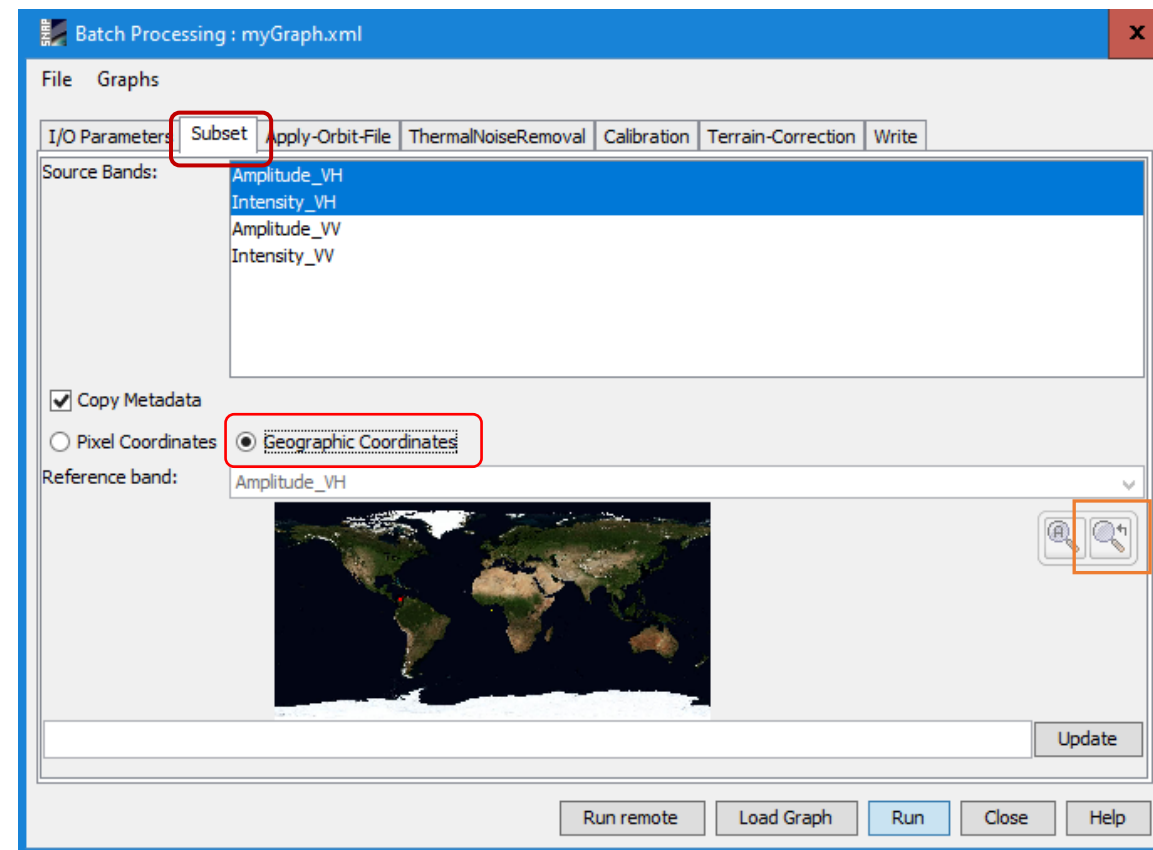 SNAP Batch Processing : myGraph.xml x
File Graphs
I/O Parameters Subset Apply-Orbit-File ThermalNoiseRemoval Calibration Terrain-Correction Write
Source Bands: Amplitude_VH
Intensity_VH
Amplitude_VV
Intensity_VV
Copy Metadata
Pixel Coordinates Geographic Coordinates
Reference band: Amplitude_VH
Update
Run remote Load Graph Run Close Help